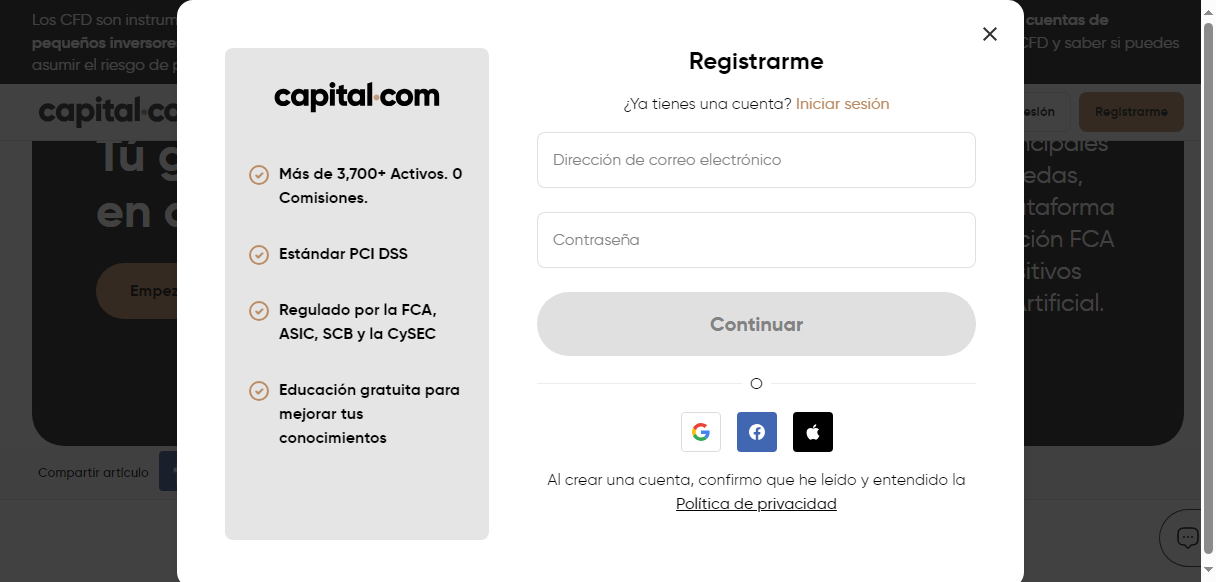 Los CFD son instrum
cuentas de
pequeños inversore
CFD y saber si puedes
asumir el riesgo de p
capital.co
esión
Registrarme
Tú g
en c
Empez
ncipales
edas,
ataforma
ción FCA
sitivos
Artificial.
Compartir artículo
capital.com
Más de 3,700+ Activos. 0
Comisiones.
Estándar PCI DSS
Regulado por la FCA,
ASIC, SCB y la CySEC
Educación gratuita para
mejorar tus
conocimientos
Registrarme
¿Ya tienes una cuenta? Iniciar sesión
Dirección de correo electrónico
Contraseña
Continuar
O
Al crear una cuenta, confirmo que he leído y entendido la
Política de privacidad